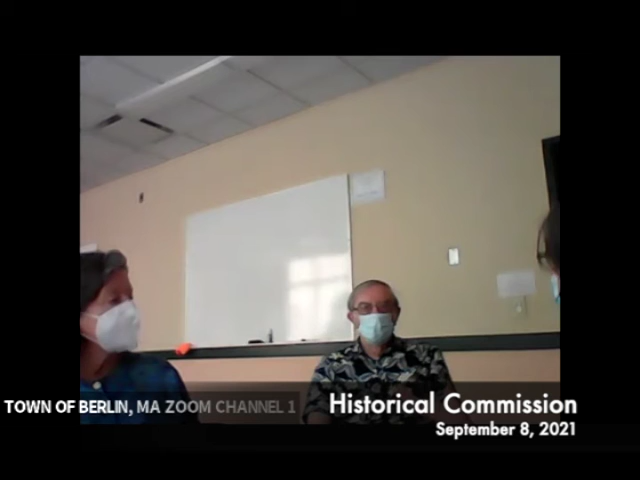 TOWN OF BERLIN, MA ZOOM CHANNEL 1
Historical Commission
September 8, 2021